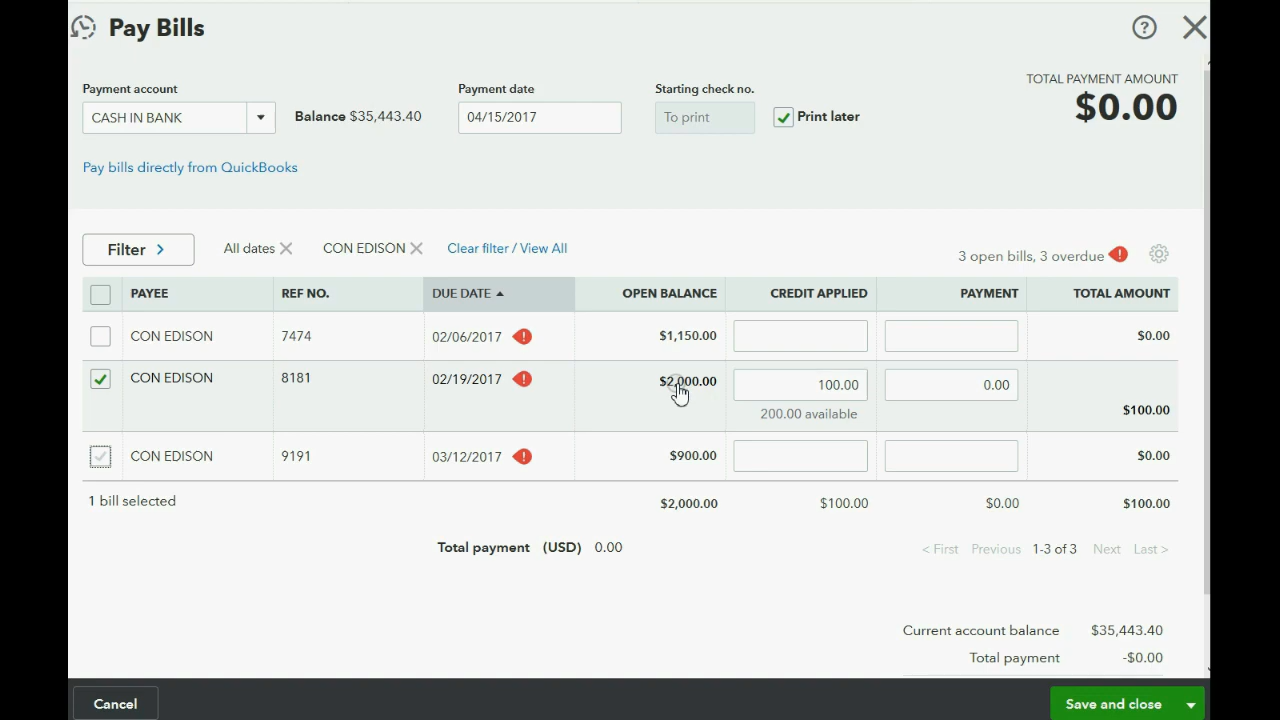 Pay Bills
TOTAL PAYMENT AMOUNT
$0.00
Payment account
Payment date
Starting check no.
CASH IN BANK
Balance $35,443.40
04/15/2017
To print
Print later
Pay bills directly from QuickBooks
Filter >
All dates
CON EDISON
Clear filter / View All
3 open bills, 3 overdue
PAYEE REF NO. DUE DATE OPEN BALANCE CREDIT APPLIED PAYMENT TOTAL AMOUNT
CON EDISON 7474 02/06/2017 $1,150.00 $0.00
CON EDISON 8181 02/19/2017 $2,000.00 100.00 0.00
200.00 available $100.00
CON EDISON 9191 03/12/2017 $900.00 $0.00
1 bill selected $2,000.00 $100.00 $0.00 $100.00
Total payment (USD) 0.00
< First Previous 1-3 of 3 Next Last >
Current account balance $35,443.40
Total payment -$0.00
Cancel
Save and close